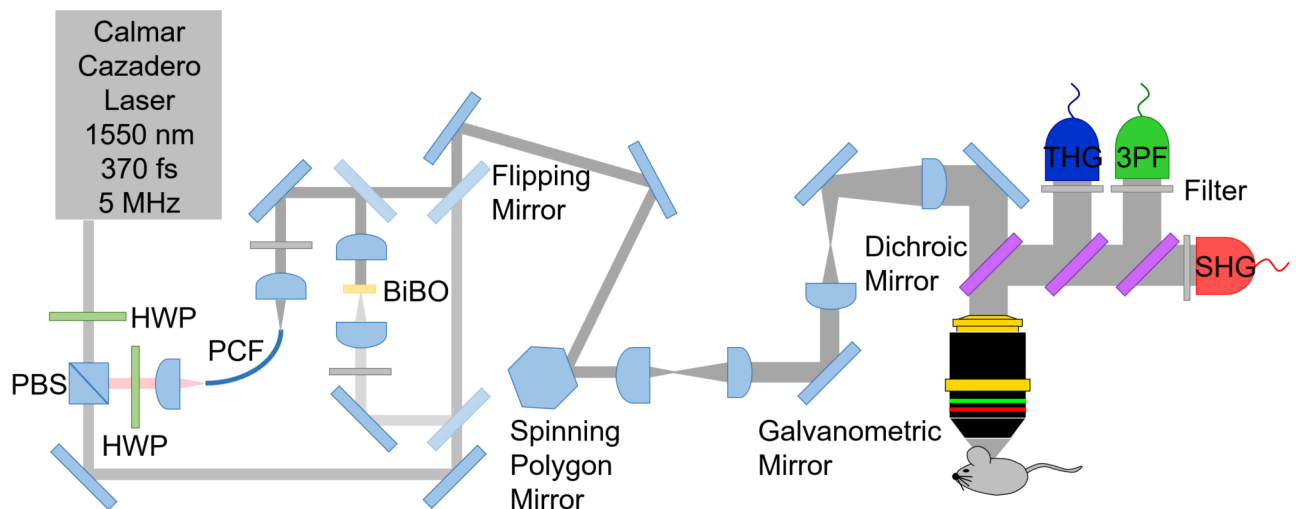 Calmar
Cazadero
Laser
1550 nm
370 fs
5 MHz
HWP
PBS
HWP
PCF
BiBO
Flipping
Mirror
Spinning
Polygon
Mirror
Galvanometric
Mirror
Dichroic
Mirror
THG
3PF
Filter
SHG